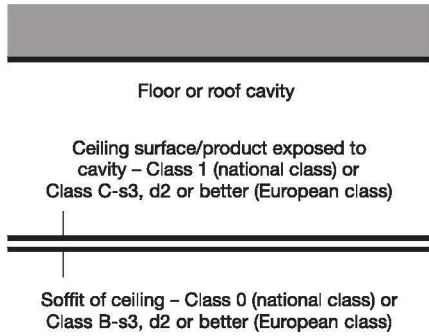 Floor or roof cavity
Ceiling surface/product exposed to
cavity – Class 1 (national class) or
Class C-s3, d2 or better (European class)
Soffit of ceiling – Class 0 (national class) or
Class B-s3, d2 or better (European class)